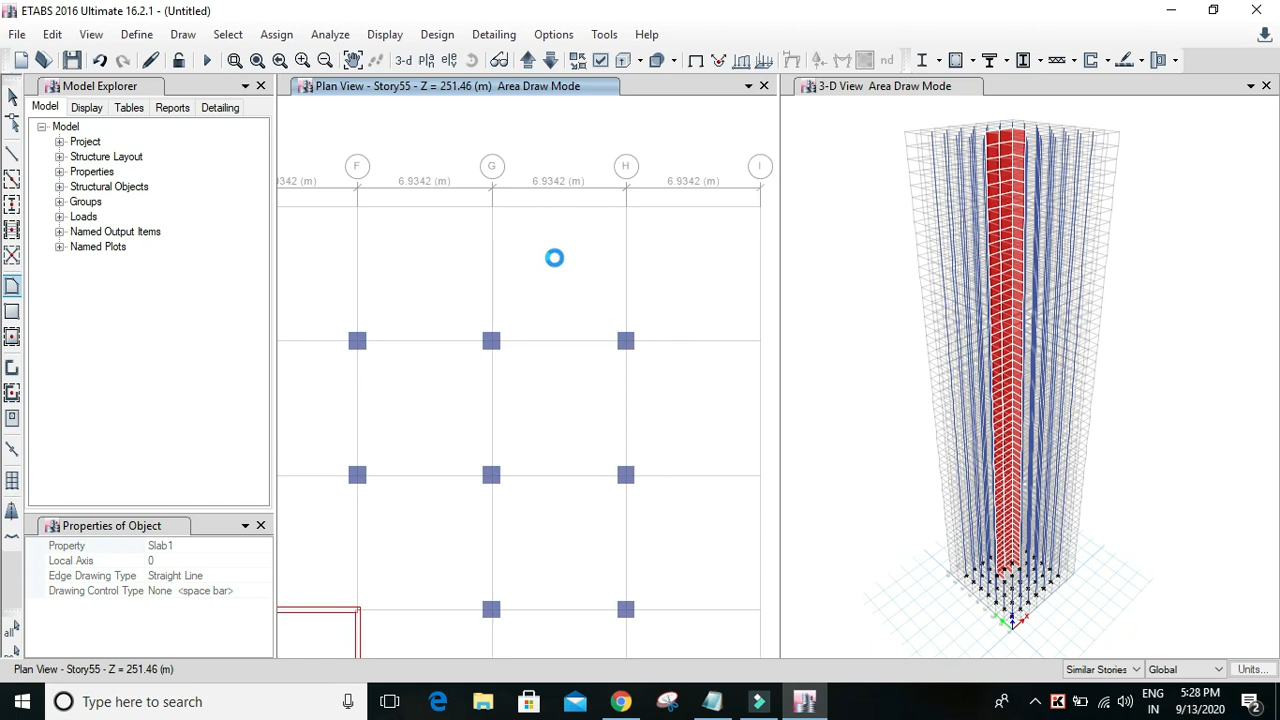 ETABS 2016 Ultimate 16.2.1 - (Untitled)
File Edit View Define Draw Select Assign Analyze Display Design Detailing Options Tools Help
3-d nd
Model Explorer
Model Display Tables Reports Detailing
Model
Project
Structure Layout
Properties
Structural Objects
Groups
Loads
Named Output Items
Named Plots
Properties of Object
Property Slab1
Local Axis 0
Edge Drawing Type Straight Line
Drawing Control Type None <space bar>
all
Plan View - Story55 - Z = 251.46 (m) Area Draw Mode
F G H I
9342 (m) 6.9342 (m) 6.9342 (m) 6.9342 (m)
3-D View Area Draw Mode
X
Plan View - Story55 - Z = 251.46 (m)
Similar Stories Global Units...
Type here to search
ENG
IN
5:28 PM
9/13/2020
2